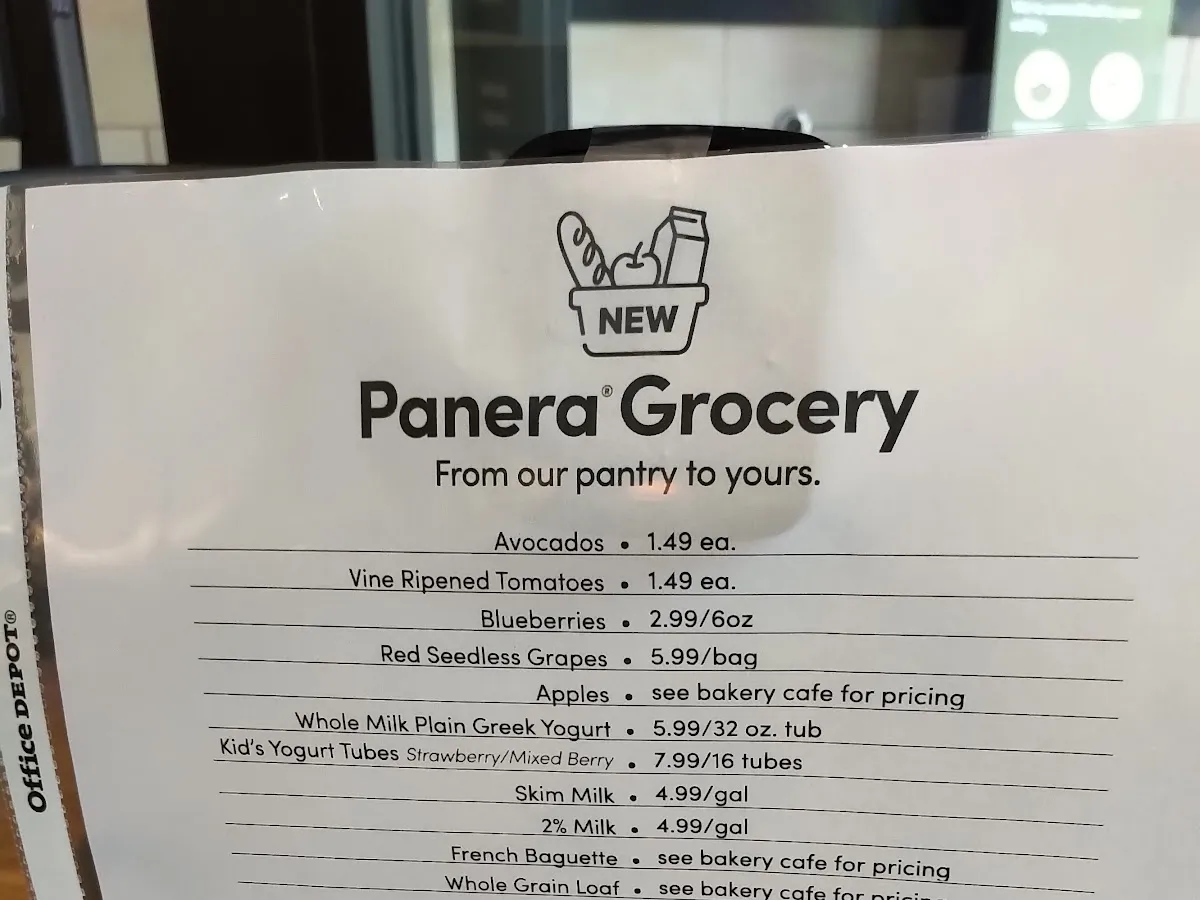 NEW
Panera® Grocery
From our pantry to yours.
Avocados • 1.49 ea.
Vine Ripened Tomatoes • 1.49 ea.
Blueberries • 2.99/6oz
Red Seedless Grapes • 5.99/bag
Apples • see bakery cafe for pricing
Whole Milk Plain Greek Yogurt • 5.99/32 oz. tub
Kid's Yogurt Tubes Strawberry/Mixed Berry • 7.99/16 tubes
Skim Milk • 4.99/gal
2% Milk • 4.99/gal
French Baguette • see bakery cafe for pricing
Whole Grain Loaf • see bakery cafe for
Office DEPOT®